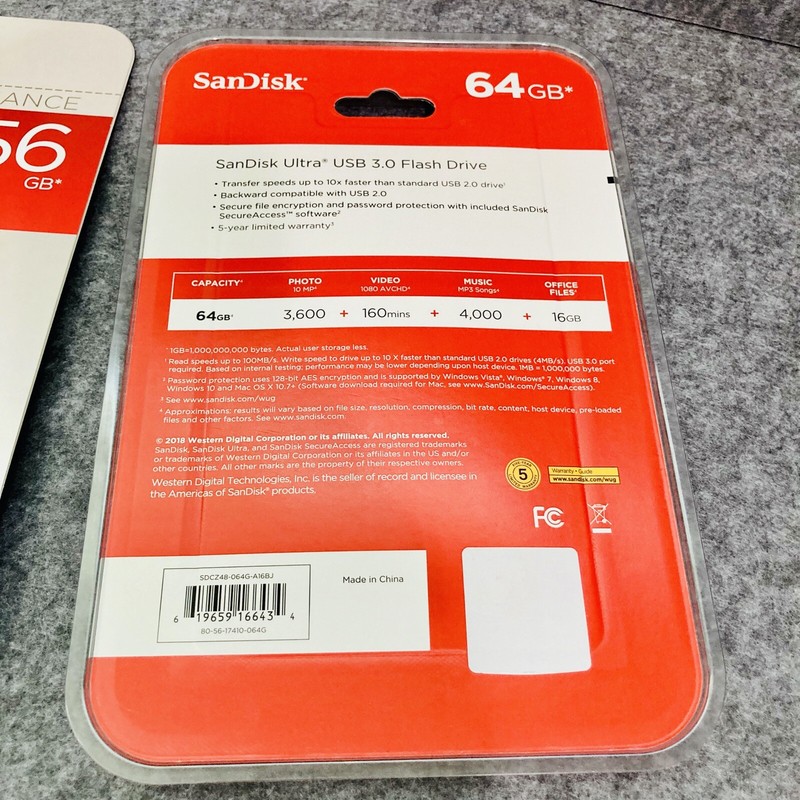 ANCE
56
GB*
SanDisk®
64GB*
SanDisk Ultra® USB 3.0 Flash Drive
• Transfer speeds up to 10x faster than standard USB 2.0 drive¹
• Backward compatible with USB 2.0
• Secure file encryption and password protection with included SanDisk
SecureAccess™ software²
• 5-year limited warranty³
CAPACITY* PHOTO VIDEO MUSIC OFFICE
10 MP⁴ 1080 AVCHD⁴ MP3 Songs⁴ FILES
64GB 3,600 + 160mins + 4,000 + 16GB
* 1GB=1,000,000,000 bytes. Actual user storage less.
¹ Read speeds up to 100MB/s. Write speed to drive up to 10 X faster than standard USB 2.0 drives (4MB/s). USB 3.0 port
required. Based on internal testing; performance may be lower depending upon host device. 1MB = 1,000,000 bytes.
² Password protection uses 128-bit AES encryption and is supported by Windows Vista®, Windows® 7, Windows 8,
Windows 10 and Mac OS X 10.7+ (Software download required for Mac, see www.SanDisk.com/SecureAccess).
³ See www.sandisk.com/wug
⁴ Approximations: results will vary based on file size, resolution, compression, bit rate, content, host device, pre-loaded
files and other factors. See www.sandisk.com.
© 2018 Western Digital Corporation or its affiliates. All rights reserved.
SanDisk, SanDisk Ultra, and SanDisk SecureAccess are registered trademarks
or trademarks of Western Digital Corporation or its affiliates in the US and/or
other countries. All other marks are the property of their respective owners.
Western Digital Technologies, Inc. is the seller of record and licensee in
the Americas of SanDisk® products.
5
Warranty • Guide
www.sandisk.com/wug
FC
SDCZ48-064G-A16BJ
6 19659 16643 4
80-56-17410-064G
Made in China